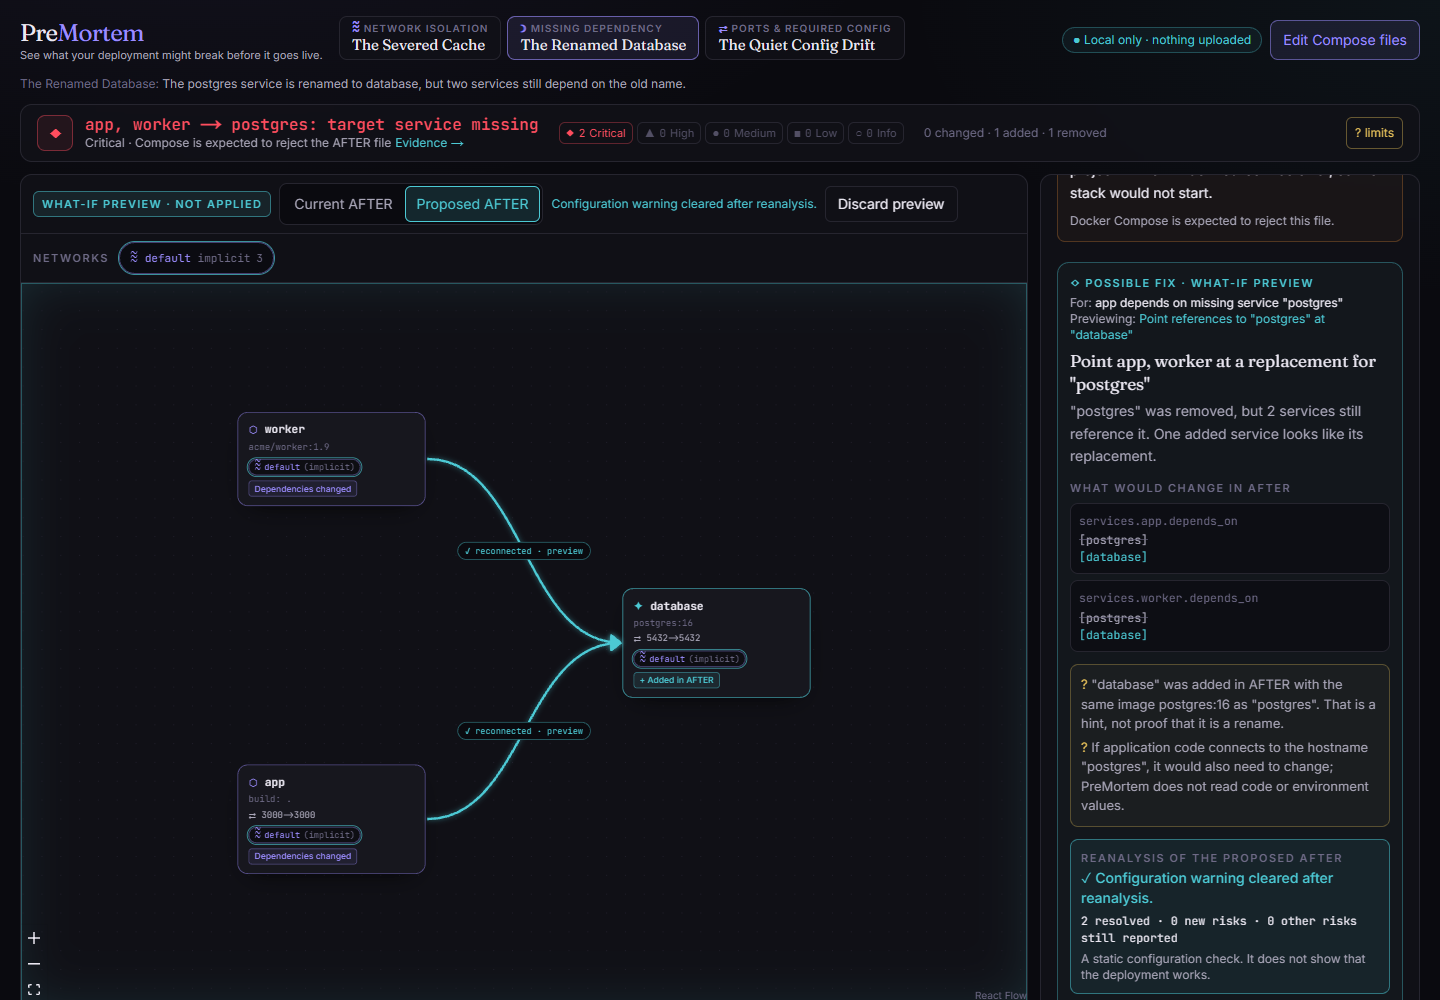 PreMortem
See what your deployment might break before it goes live.
NETWORK ISOLATION
The Severed Cache
MISSING DEPENDENCY
The Renamed Database
PORTS & REQUIRED CONFIG
The Quiet Config Drift
● Local only · nothing uploaded
Edit Compose files
The Renamed Database: The postgres service is renamed to database, but two services still depend on the old name.
app, worker → postgres: target service missing
Critical · Compose is expected to reject the AFTER file Evidence →
◆ 2 Critical
▲ 0 High
● 0 Medium
■ 0 Low
○ 0 Info
0 changed · 1 added · 1 removed
? limits
WHAT-IF PREVIEW · NOT APPLIED
Current AFTER
Proposed AFTER
Configuration warning cleared after reanalysis.
Discard preview
NETWORKS
default implicit 3
worker
acme/worker:1.9
default (implicit)
Dependencies changed
✓ reconnected · preview
database
postgres:16
⇄ 5432→5432
default (implicit)
+ Added in AFTER
✓ reconnected · preview
app
build: .
⇄ 3000→3000
default (implicit)
Dependencies changed
React Flow
stack would not start.
Docker Compose is expected to reject this file.
◇ POSSIBLE FIX · WHAT-IF PREVIEW
For: app depends on missing service "postgres"
Previewing: Point references to "postgres" at
"database"
Point app, worker at a replacement for
"postgres"
"postgres" was removed, but 2 services still
reference it. One added service looks like its
replacement.
WHAT WOULD CHANGE IN AFTER
services.app.depends_on
[postgres]
[database]
services.worker.depends_on
[postgres]
[database]
? "database" was added in AFTER with the
same image postgres:16 as "postgres". That is a
hint, not proof that it is a rename.
? If application code connects to the hostname
"postgres", it would also need to change;
PreMortem does not read code or environment
values.
REANALYSIS OF THE PROPOSED AFTER
✓ Configuration warning cleared after
reanalysis.
2 resolved · 0 new risks · 0 other risks
still reported
A static configuration check. It does not show that
the deployment works.